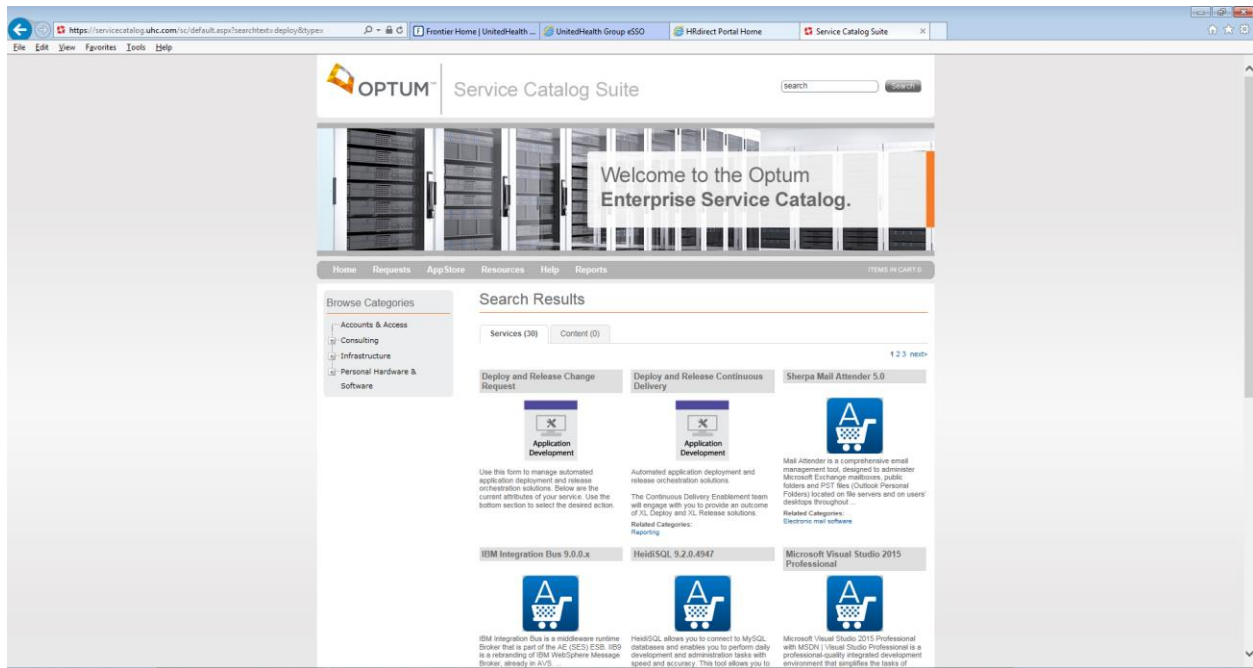 https://servicecatalog.uhc.com/sc/default.aspx?searchtext=deploy&type=
Frontier Home | UnitedHealth ...
UnitedHealth Group eSSO
HRdirect Portal Home
Service Catalog Suite
File Edit View Favorites Tools Help
OPTUM™ Service Catalog Suite
search Search
Welcome to the Optum
Enterprise Service Catalog.
Home Requests AppStore Resources Help Reports ITEMS IN CART:0
Browse Categories
Accounts & Access
Consulting
Infrastructure
Personal Hardware &
Software
Search Results
Services (30) Content (0)
1 2 3 next>
Deploy and Release Change
Request
Application
Development
Use this form to manage automated
application deployment and release
orchestration solutions. Below are the
current attributes of your service. Use the
bottom section to select the desired action.
Deploy and Release Continuous
Delivery
Application
Development
Automated application deployment and
release orchestration solutions.
The Continuous Delivery Enablement team
will engage with you to provide an outcome
of XL Deploy and XL Release solutions.
Related Categories:
Reporting
Sherpa Mail Attender 5.0
A
Mail Attender is a comprehensive email
management tool, designed to administer
Microsoft Exchange mailboxes, public
folders and PST files (Outlook Personal
Folders) located on file servers and on users'
desktops throughout ...
Related Categories:
Electronic mail software
IBM Integration Bus 9.0.0.x
A
IBM Integration Bus is a middleware runtime
Broker that is part of the AE (SES) ESB. IIB9
is a rebranding of IBM WebSphere Message
Broker, already in AVS. ...
HeidiSQL 9.2.0.4947
A
HeidiSQL allows you to connect to MySQL
databases and enables you to perform daily
development and administration tasks with
speed and accuracy. This tool allows you to
Microsoft Visual Studio 2015
Professional
A
Microsoft Visual Studio 2015 Professional
with MSDN | Visual Studio Professional is a
professional-quality integrated development
environment that simplifies the tasks of